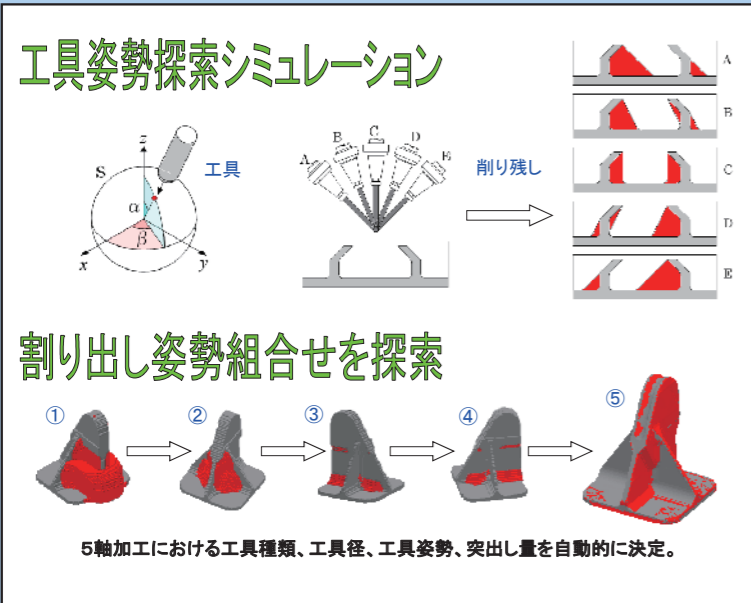 工具姿勢探索シミュレーション
z
S
工具
α
β
x
y
A
B
C
D
E
削り残し
A
B
C
D
E
割り出し姿勢組合せを探索
①
②
③
④
⑤
5軸加工における工具種類、工具径、工具姿勢、突出し量を自動的に決定。